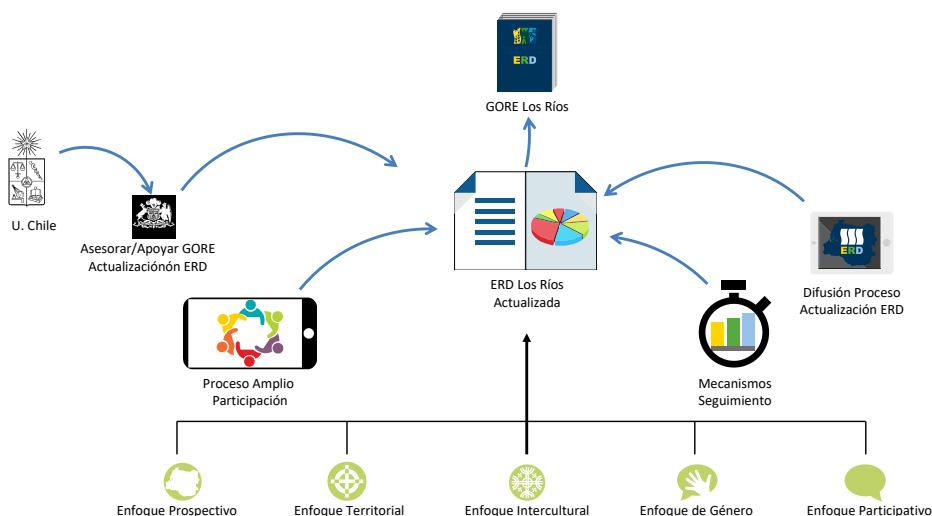 ERD
GORE Los Ríos
U. Chile
Asesorar/Apoyar GORE
Actualizaciónón ERD
ERD Los Ríos
Actualizada
ERD
Difusión Proceso
Actualización ERD
Proceso Amplio
Participación
Mecanismos
Seguimiento
Enfoque Prospectivo
Enfoque Territorial
Enfoque Intercultural
Enfoque de Género
Enfoque Participativo